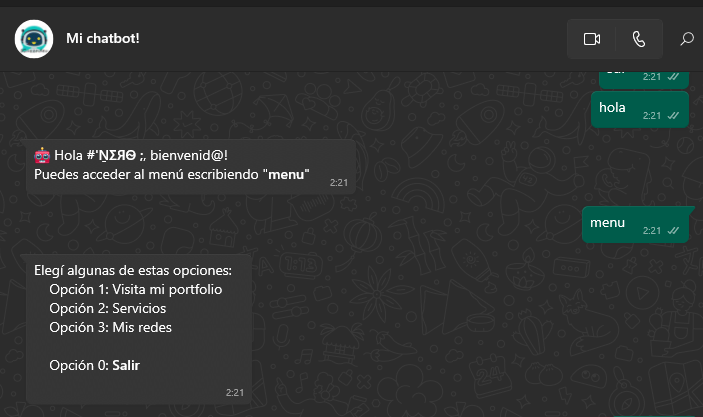 Mi chatbot!
2:21
hola
2:21
Hola #'ṈΣЯӨ ;, bienvenid@!
Puedes acceder al menú escribiendo "menu"
2:21
menu
2:21
Elegí algunas de estas opciones:
Opción 1: Visita mi portfolio
Opción 2: Servicios
Opción 3: Mis redes
Opción 0: Salir
2:21